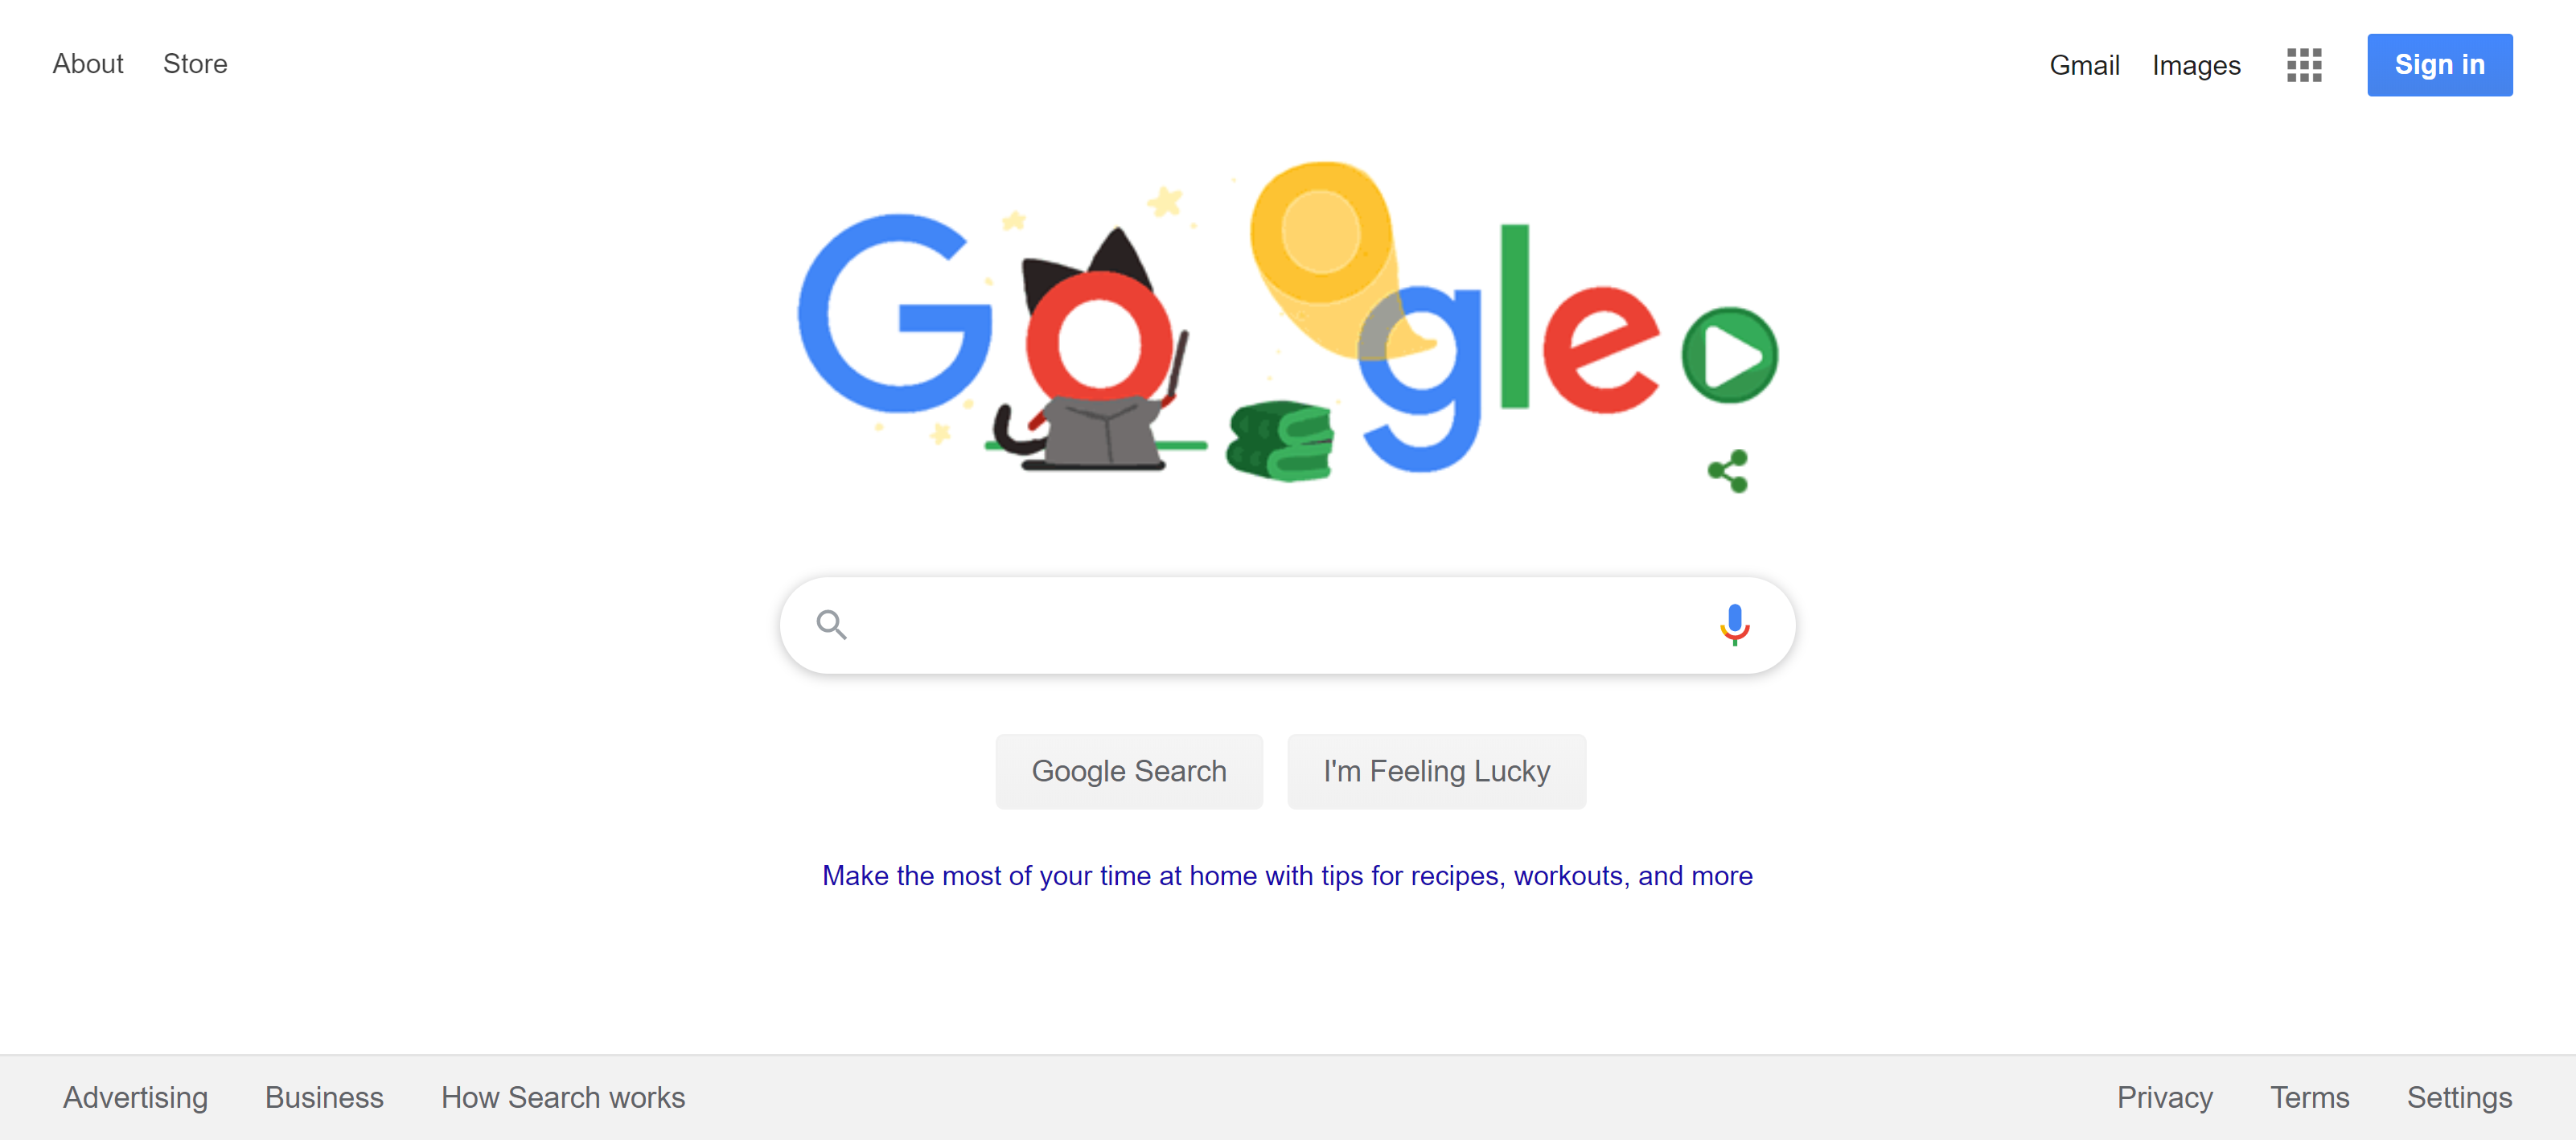 About Store
Gmail Images Sign in
Google
Google Search I'm Feeling Lucky
Make the most of your time at home with tips for recipes, workouts, and more
Advertising Business How Search works
Privacy Terms Settings